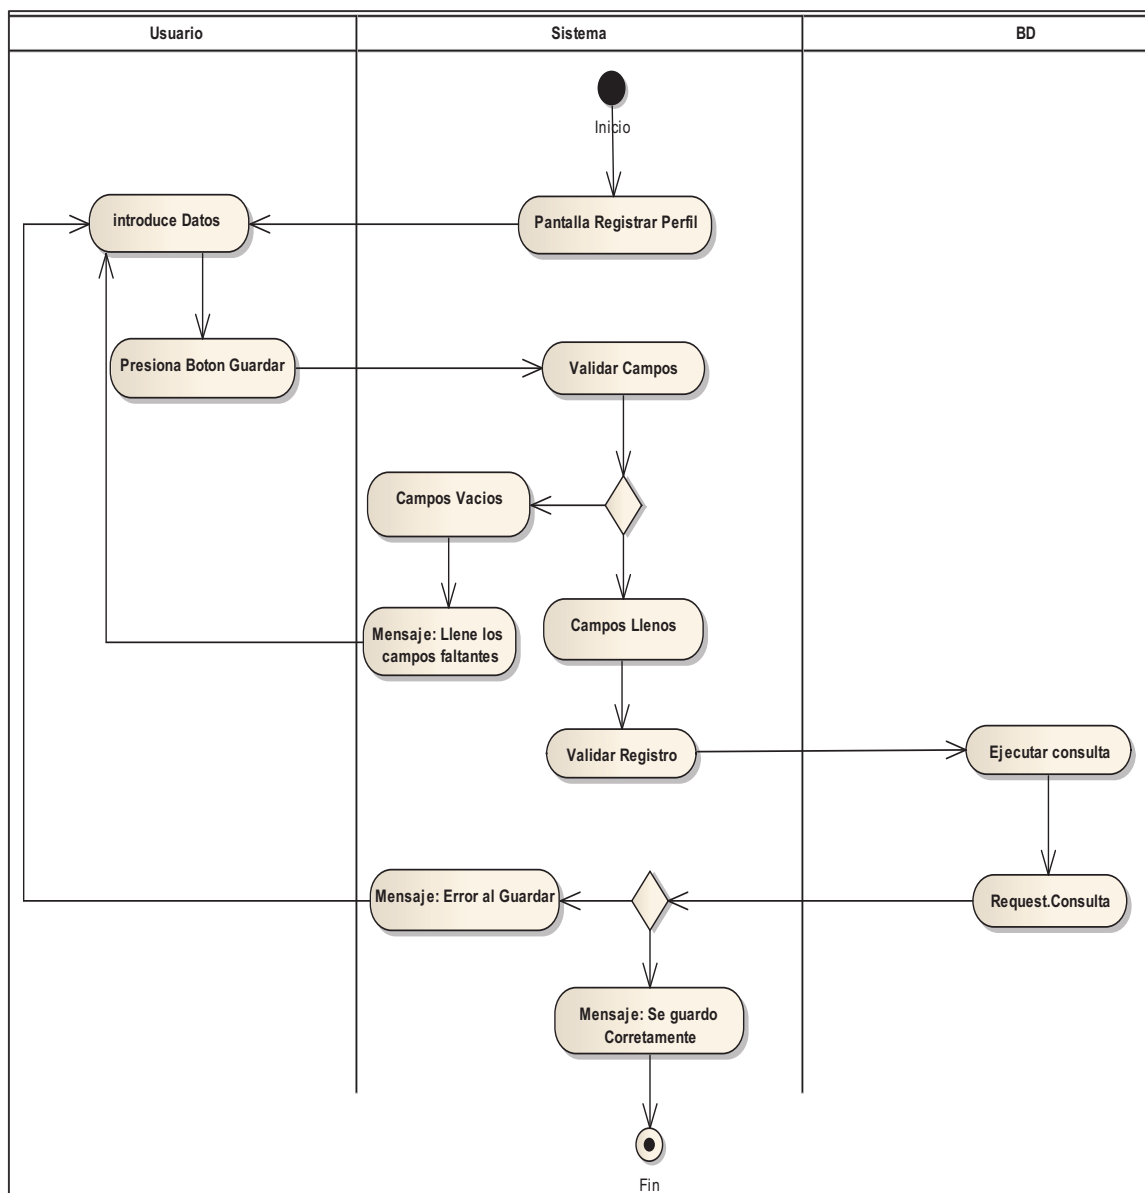 Usuario
Sistema
BD
Inicio
introduce Datos
Pantalla Registrar Perfil
Presiona Boton Guardar
Validar Campos
Campos Vacios
Mensaje: Llene los
campos faltantes
Campos Llenos
Validar Registro
Ejecutar consulta
Mensaje: Error al Guardar
Request.Consulta
Mensaje: Se guardo
Corretamente
Fin